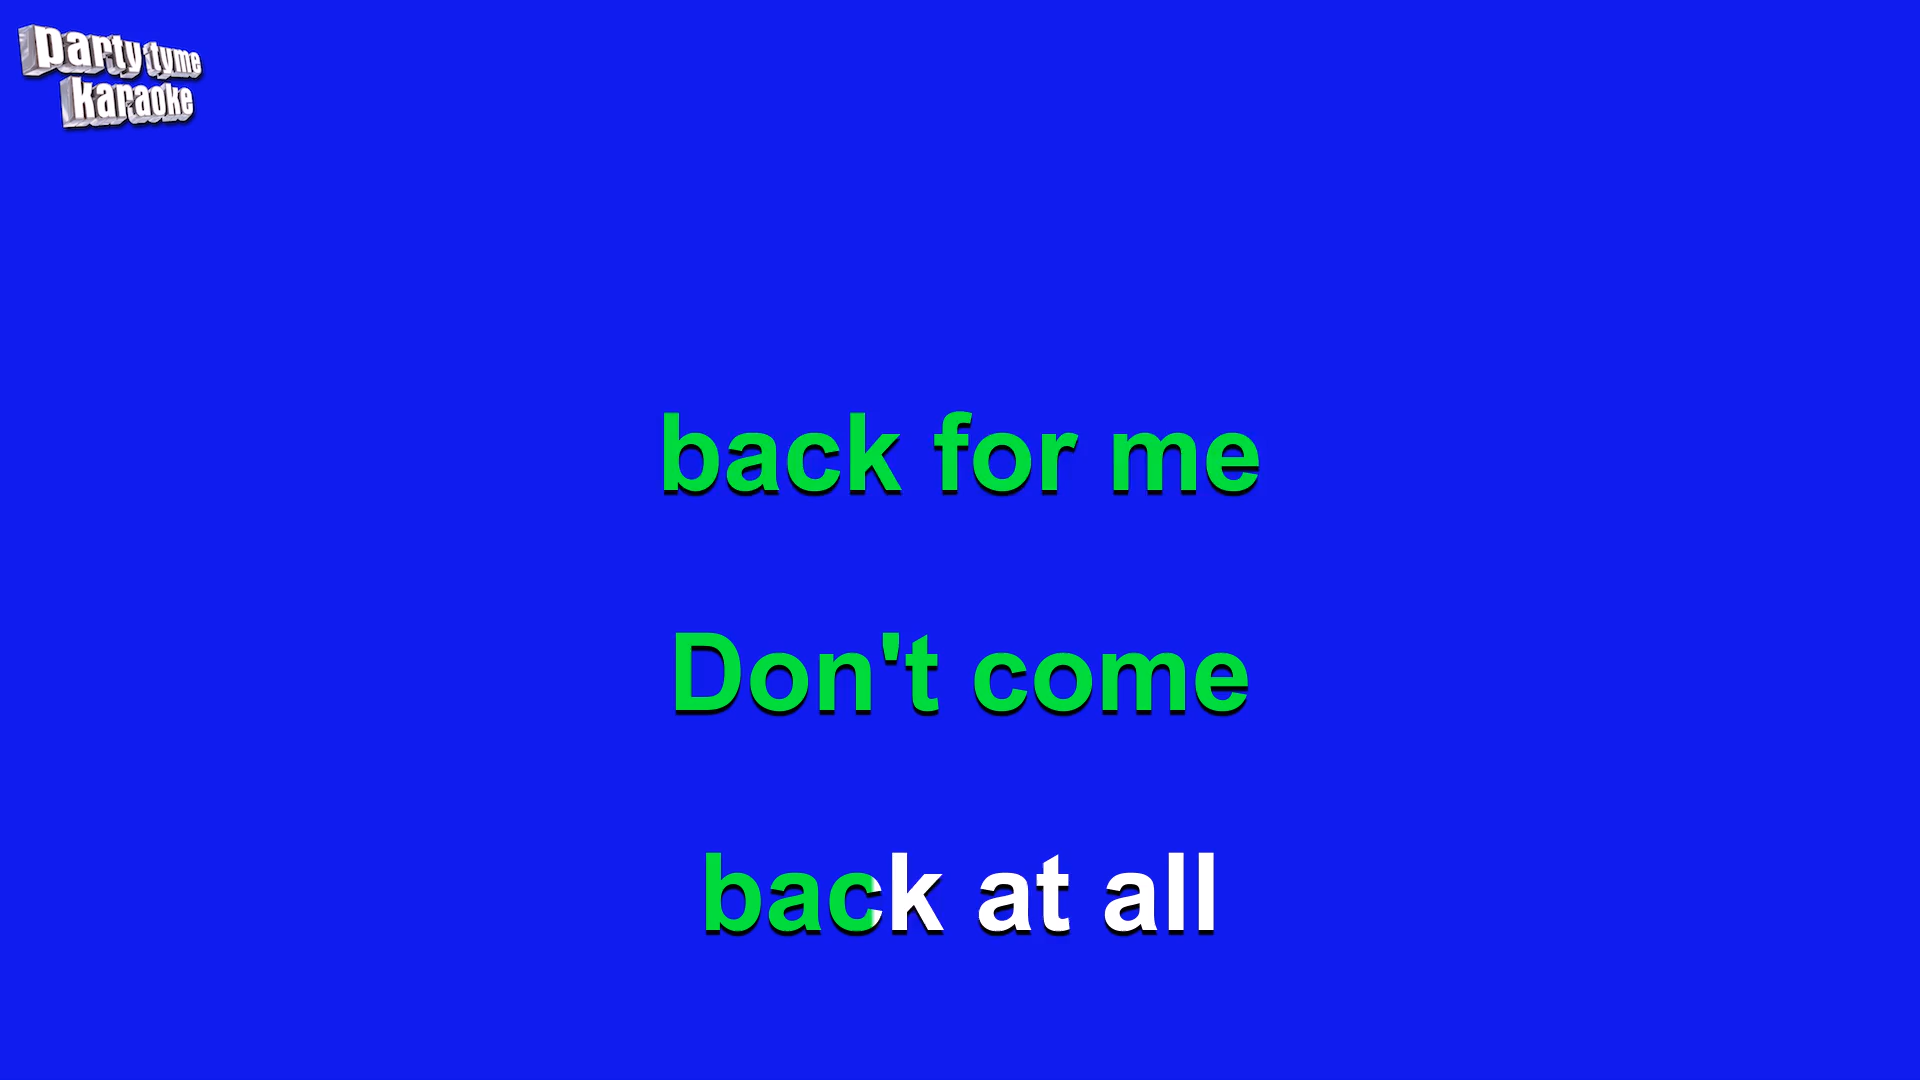 party tyme
karaoke
back for me
Don't come
back at all